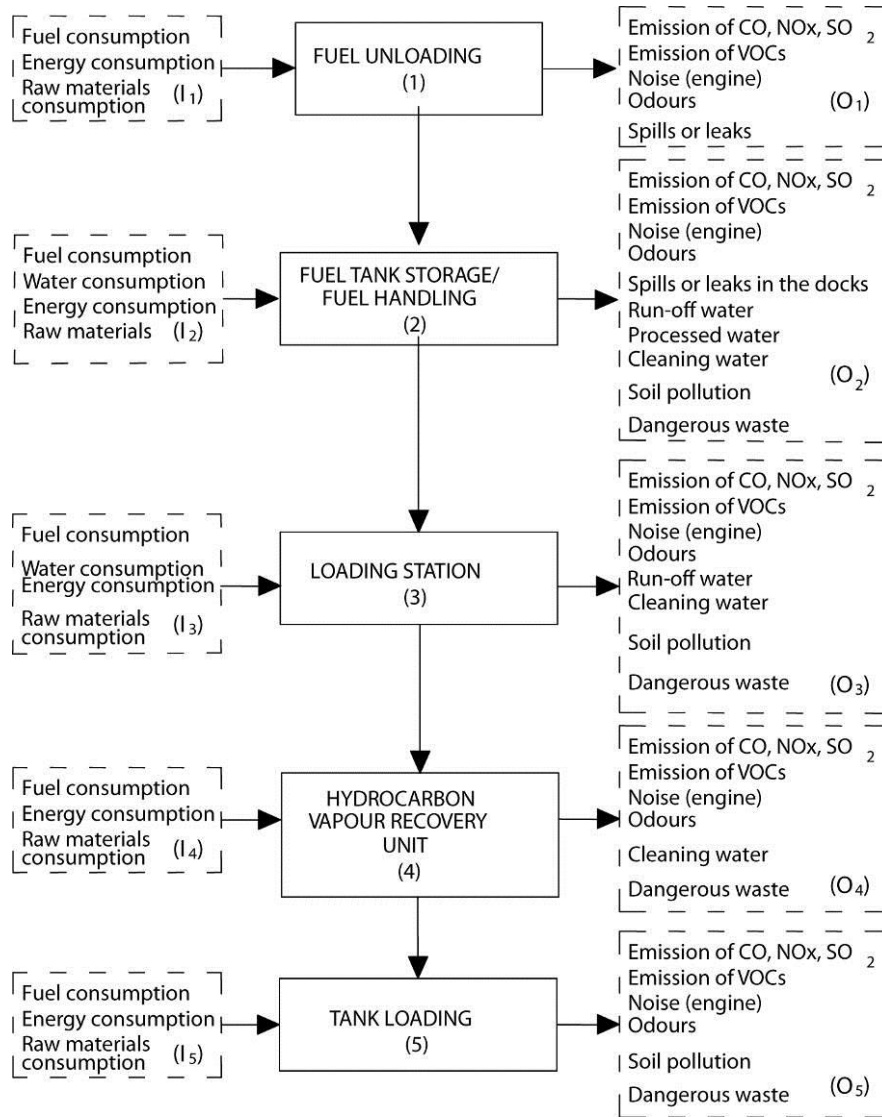 Fuel consumption
Energy consumption
Raw materials
consumption (I₁)
FUEL UNLOADING
(1)
Emission of CO, NOx, SO₂
Emission of VOCs
Noise (engine)
Odours
(O₁)
Spills or leaks
Fuel consumption
Water consumption
Energy consumption
Raw materials (I₂)
FUEL TANK STORAGE/
FUEL HANDLING
(2)
Emission of CO, NOx, SO₂
Emission of VOCs
Noise (engine)
Odours
Spills or leaks in the docks
Run-off water
Processed water
Cleaning water
(O₂)
Soil pollution
Dangerous waste
Fuel consumption
Water consumption
Energy consumption
Raw materials
consumption (I₃)
LOADING STATION
(3)
Emission of CO, NOx, SO₂
Emission of VOCs
Noise (engine)
Odours
Run-off water
Cleaning water
Soil pollution
Dangerous waste (O₃)
Fuel consumption
Energy consumption
Raw materials
consumption (I₄)
HYDROCARBON
VAPOUR RECOVERY
UNIT
(4)
Emission of CO, NOx, SO₂
Emission of VOCs
Noise (engine)
Odours
Cleaning water
Dangerous waste (O₄)
Fuel consumption
Energy consumption
Raw materials
consumption (I₅)
TANK LOADING
(5)
Emission of CO, NOx, SO₂
Emission of VOCs
Noise (engine)
Odours
Soil pollution
Dangerous waste (O₅)